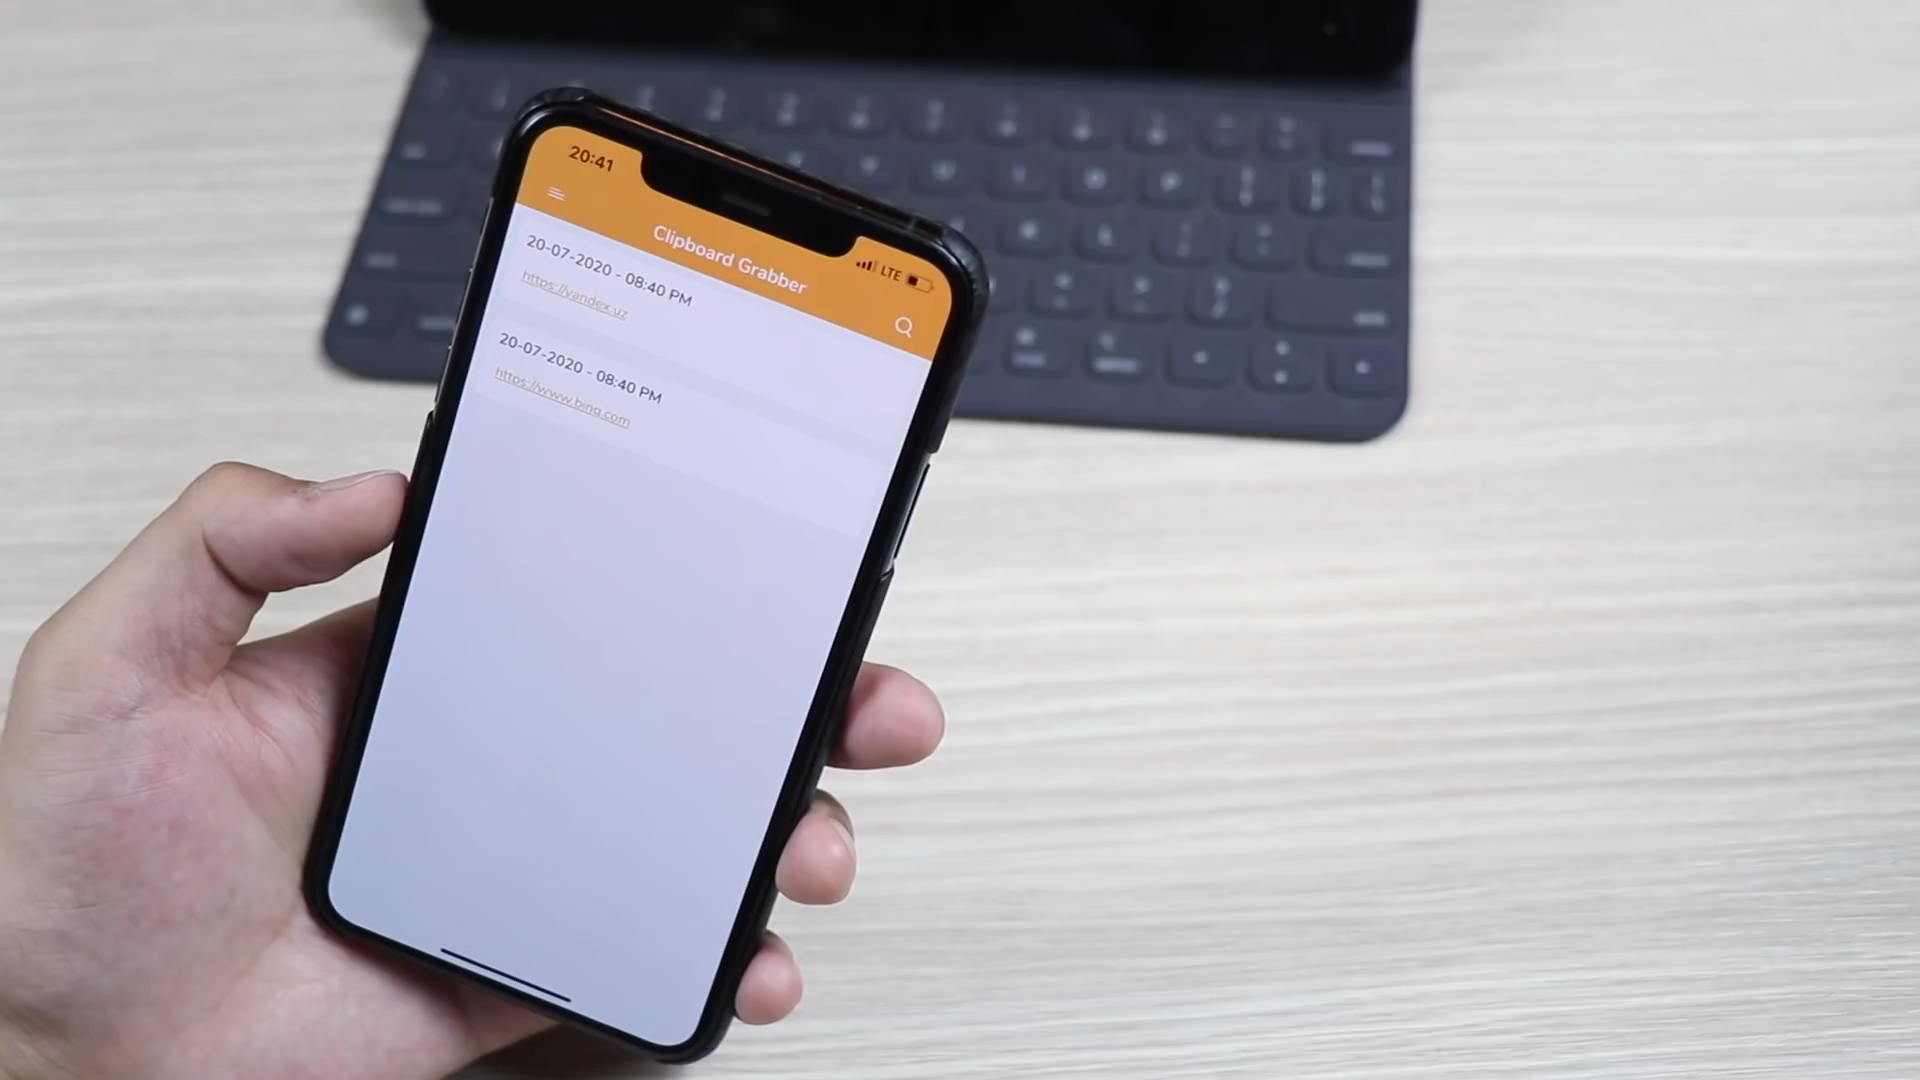 20:41
LTE
Clipboard Grabber
20-07-2020 - 08:40 PM
https://yandex.uz
20-07-2020 - 08:40 PM
https://www.bing.com